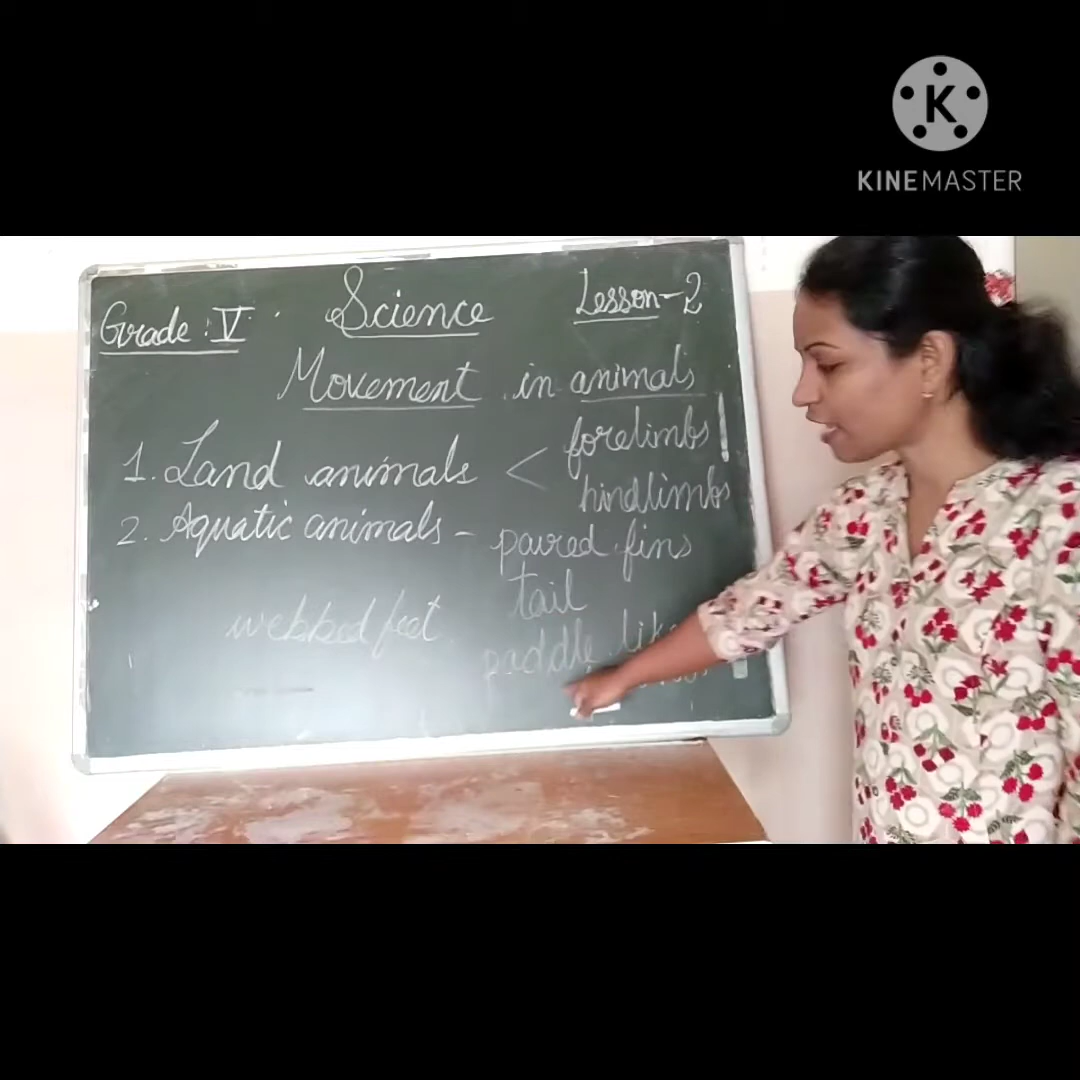 KINEMASTER
Grade : V
Science
Lesson-2
Movement in animals
1. Land animals < forelimbs
hindlimbs
2. Aquatic animals - paired fins
tail
webbed feet
paddle